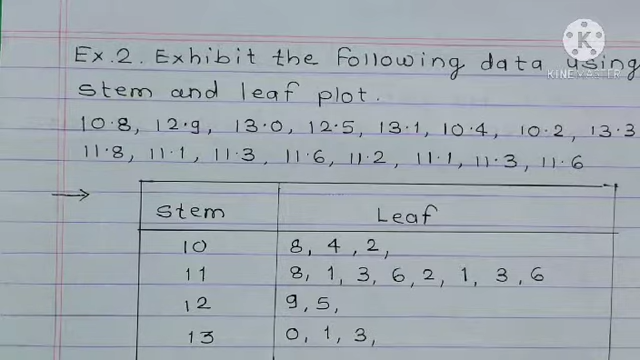 Ex.2. Exhibit the following data using
stem and leaf plot.
10.8, 12.9, 13.0, 12.5, 13.1, 10.4, 10.2, 13.3
11.8, 11.1, 11.3, 11.6, 11.2, 11.1, 11.3, 11.6
→ Stem Leaf
10 8, 4, 2,
11 8, 1, 3, 6, 2, 1, 3, 6
12 9, 5,
13 0, 1, 3,
K
KINEMASTER